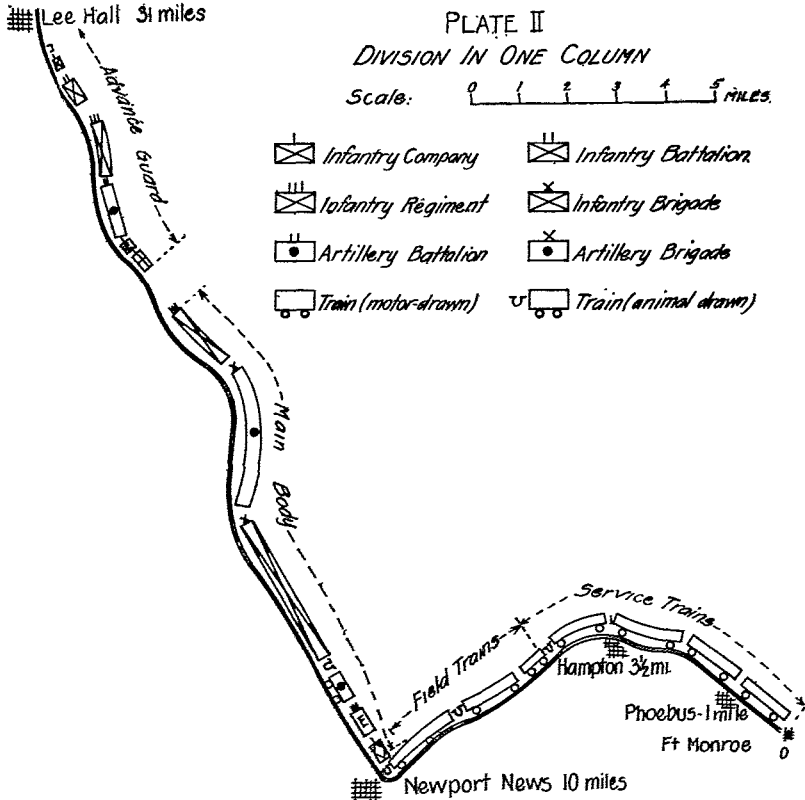 Lee Hall 31 miles
PLATE II
DIVISION IN ONE COLUMN
Scale: 0 1 2 3 4 5 MILES.
Advance Guard
Infantry Company
Infantry Battalion
Infantry Regiment
Infantry Brigade
Artillery Battalion
Artillery Brigade
Train (motor-drawn)
Train (animal drawn)
Main Body
Service Trains
Field Trains
Hampton 3½ mi.
Phoebus-1 mile
Ft Monroe
0
Newport News 10 miles